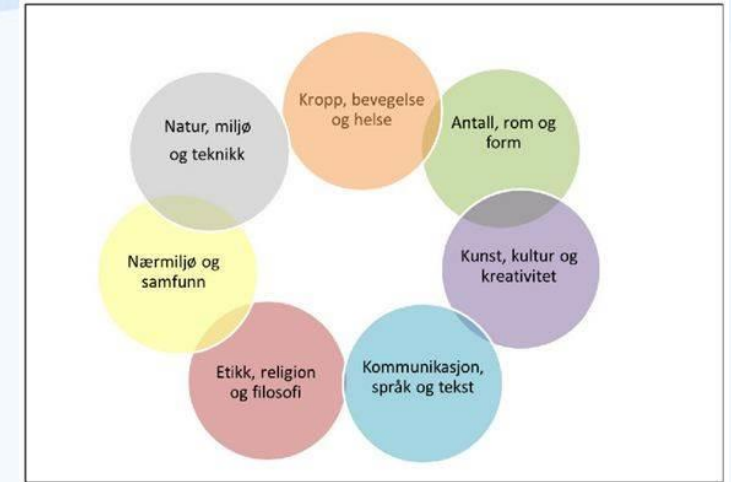 Kropp, bevegelse
og helse
Antall, rom og
form
Kunst, kultur og
kreativitet
Kommunikasjon,
språk og tekst
Etikk, religion
og filosofi
Nærmiljø og
samfunn
Natur, miljø
og teknikk